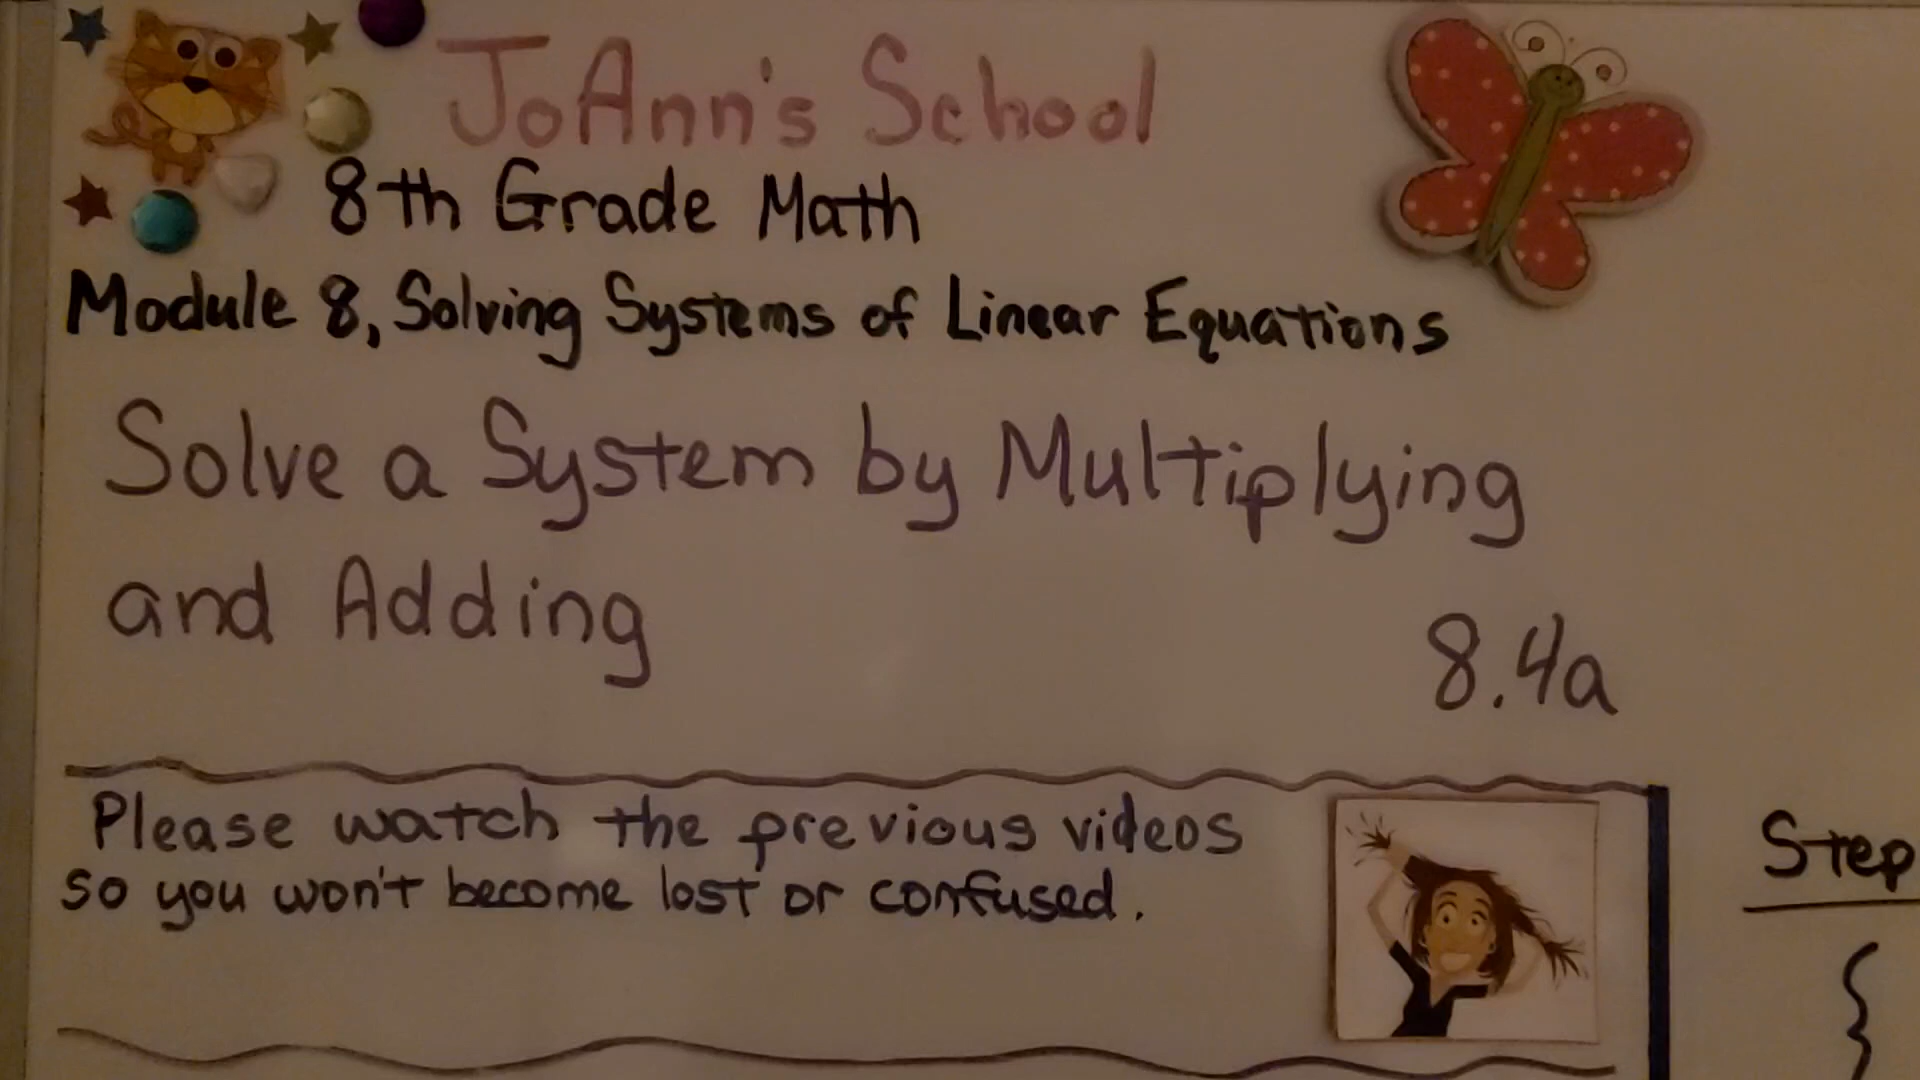 JoAnn's School
8th Grade Math
Module 8, Solving Systems of Linear Equations
Solve a System by Multiplying
and Adding
8.4a
Please watch the previous videos
so you won't become lost or confused.
Step
{